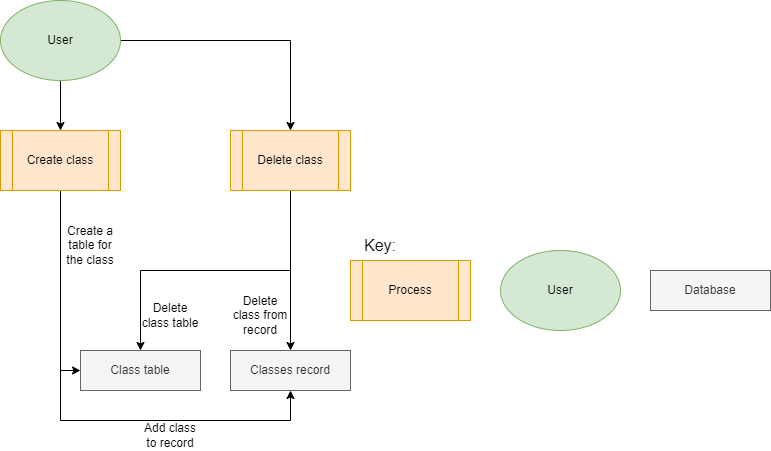 User
Create class
Delete class
Create a
table for
the class
Key:
Process
User
Database
Delete
class table
Delete
class from
record
Class table
Classes record
Add class
to record